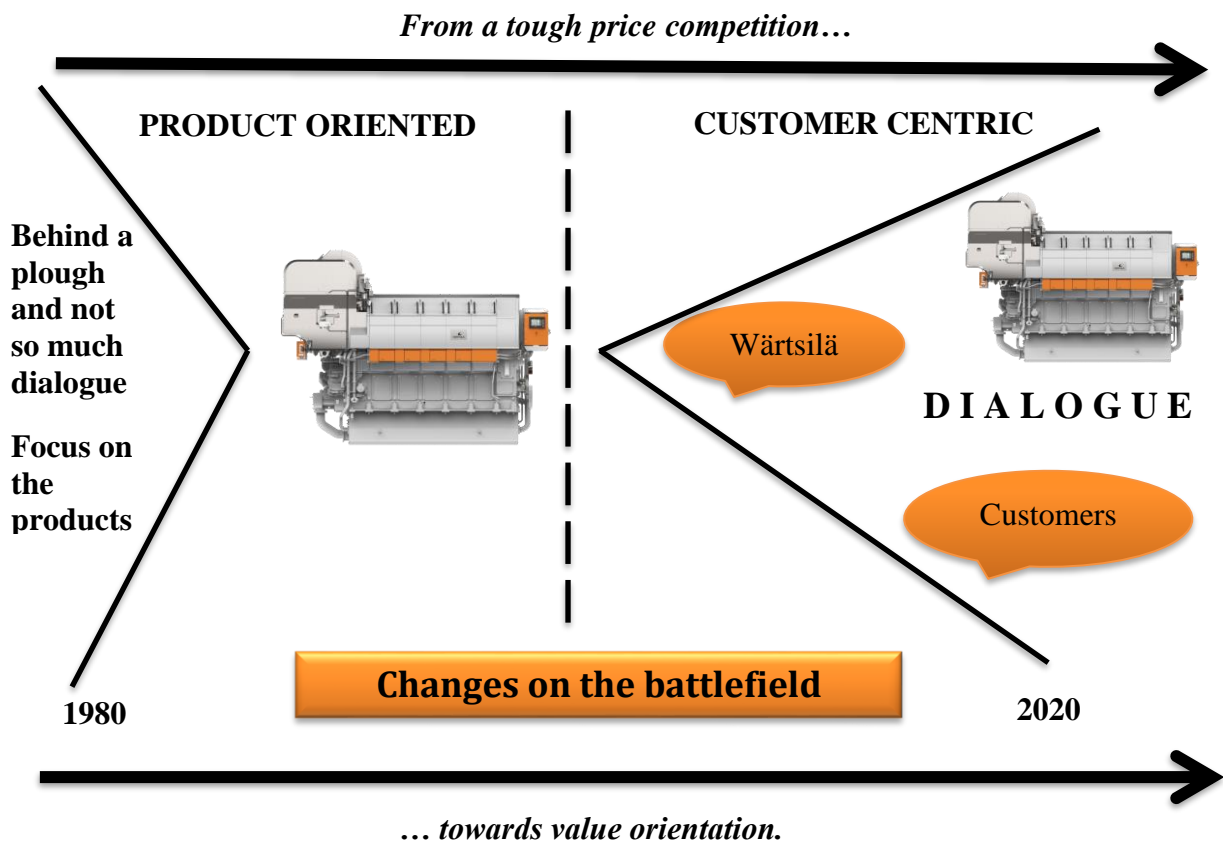 From a tough price competition…
PRODUCT ORIENTED
CUSTOMER CENTRIC
Behind a
plough
and not
so much
dialogue
Focus on
the
products
Wärtsilä
D I A L O G U E
Customers
Changes on the battlefield
1980
2020
… towards value orientation.